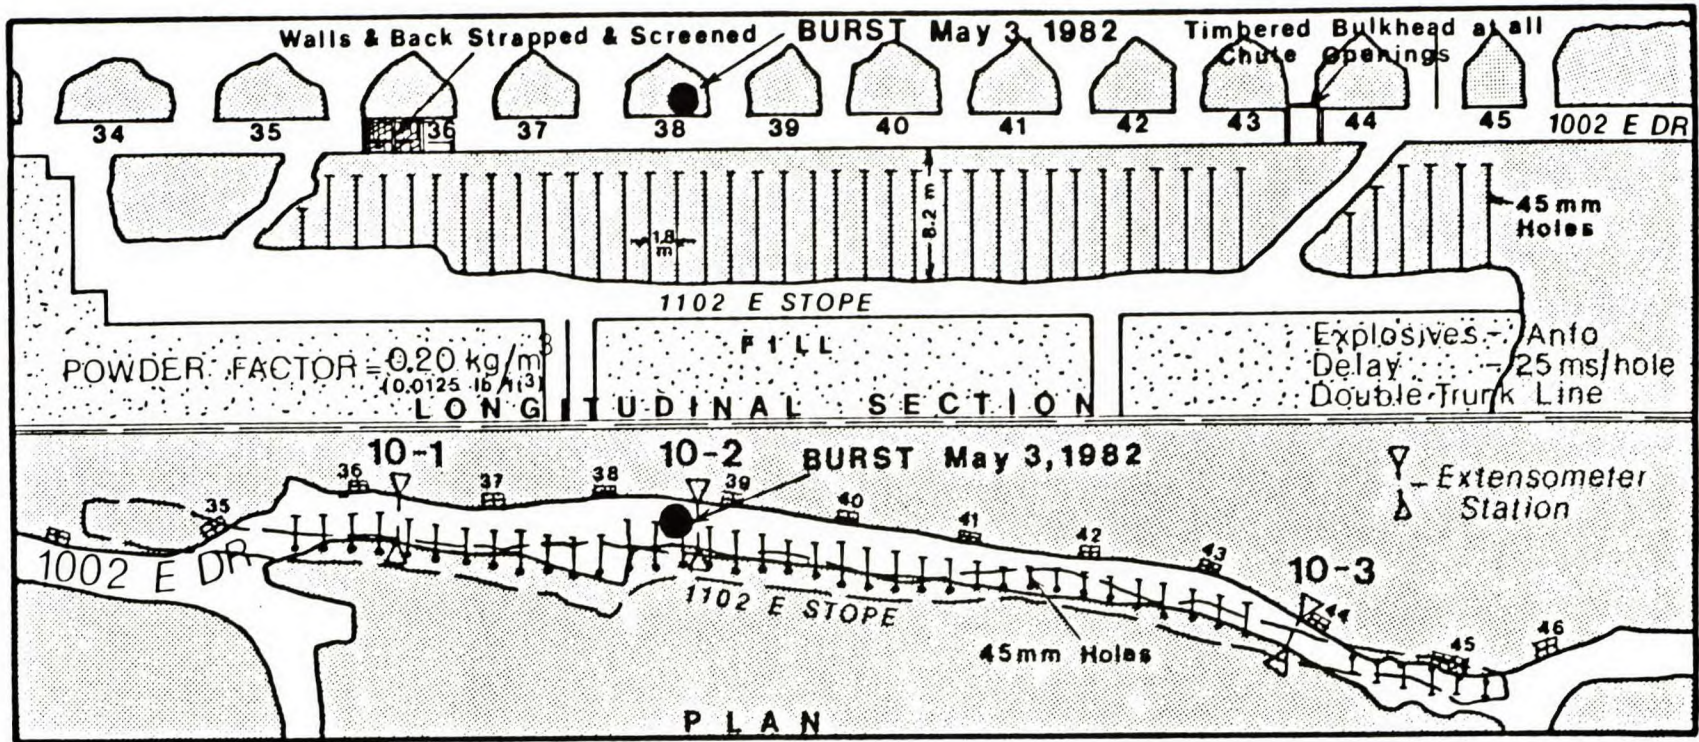 Walls & Back Strapped & Screened
BURST May 3, 1982
Timbered Bulkhead at all
Chute Openings
34 35 36 37 38 39 40 41 42 43 44 45
1002 E DR
8.2 m
1.8
m
45mm
Holes
1102 E STOPE
FILL
POWDER FACTOR = 0.20 kg/m3
(0.0125 lb/ft3)
Explosives - Anfo
Delay - 25 ms/hole
Double Trunk Line
LONGITUDINAL SECTION
10-1
10-2
BURST May 3, 1982
Extensometer
Station
35 36 37 38 39 40 41 42 43 44 45 46
10-3
1002 E DR
1102 E STOPE
45mm Holes
PLAN